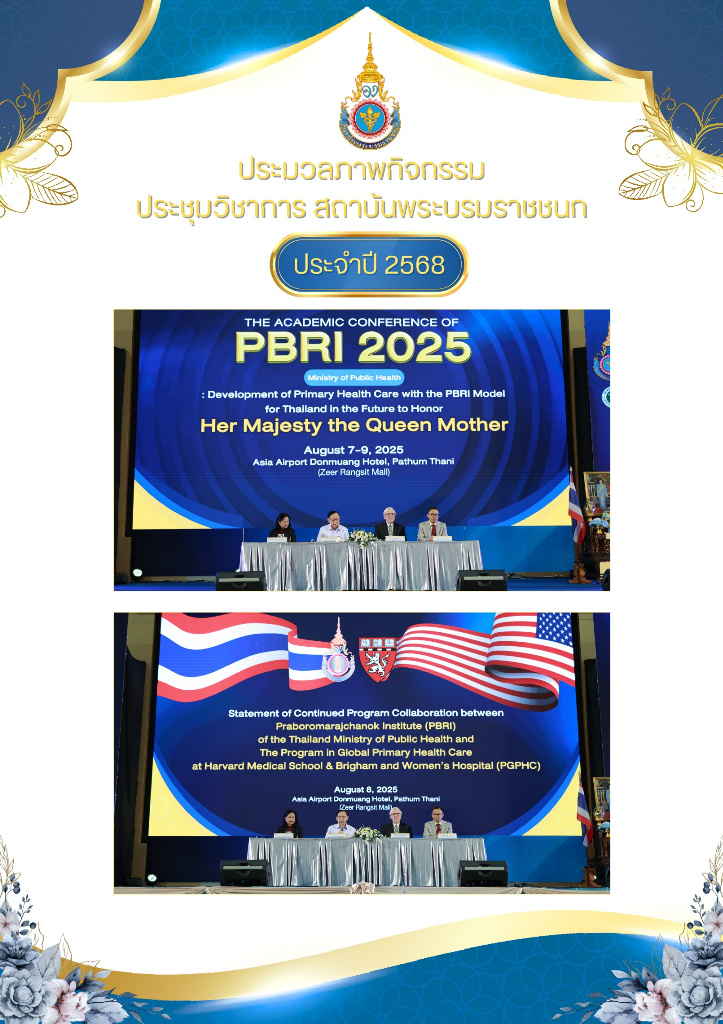 ประมวลภาพกิจกรรม
ประชุมวิชาการ สถาบันพระบรมราชชนก
ประจำปี 2568
THE ACADEMIC CONFERENCE OF
PBRI 2025
Ministry of Public Health
: Development of Primary Health Care with the PBRI Model
for Thailand in the Future to Honor
Her Majesty the Queen Mother
August 7-9, 2025
Asia Airport Donmuang Hotel, Pathum Thani
(Zeer Rangsit Mall)
Statement of Continued Program Collaboration between
Praboromarajchanok Institute (PBRI)
of the Thailand Ministry of Public Health and
The Program in Global Primary Health Care
at Harvard Medical School & Brigham and Women's Hospital (PGPHC)
August 8, 2025
Asia Airport Donmuang Hotel, Pathum Thani
(Zeer Rangsit Mall)